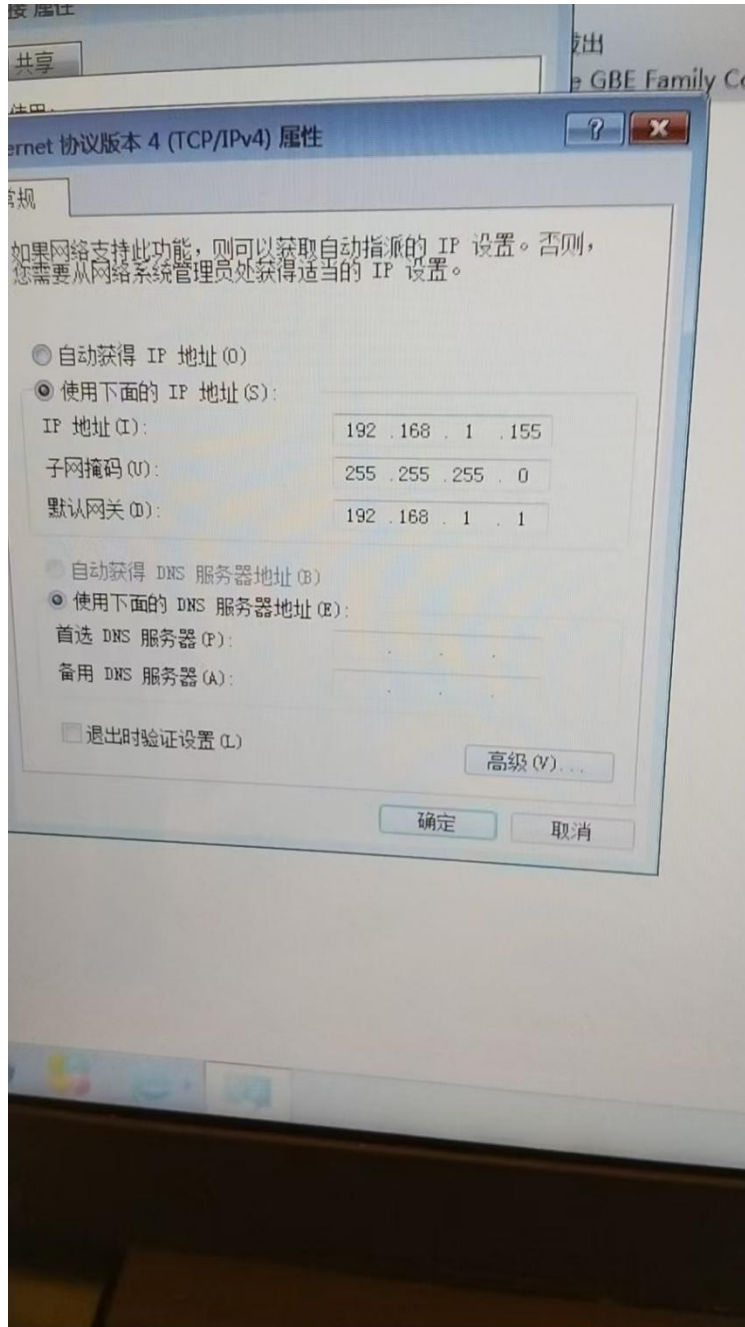 接 属性
共享
出
GBE Family
ernet 协议版本 4 (TCP/IPv4) 属性
常规
如果网络支持此功能，则可以获取自动指派的 IP 设置。否则，
您需要从网络系统管理员处获得适当的 IP 设置。
自动获得 IP 地址(O)
使用下面的 IP 地址(S):
IP 地址(I): 192 . 168 . 1 . 155
子网掩码(U): 255 . 255 . 255 . 0
默认网关(D): 192 . 168 . 1 . 1
自动获得 DNS 服务器地址(B)
使用下面的 DNS 服务器地址(E):
首选 DNS 服务器(P): . . .
备用 DNS 服务器(A): . . .
退出时验证设置(L)
高级(V)...
确定 取消